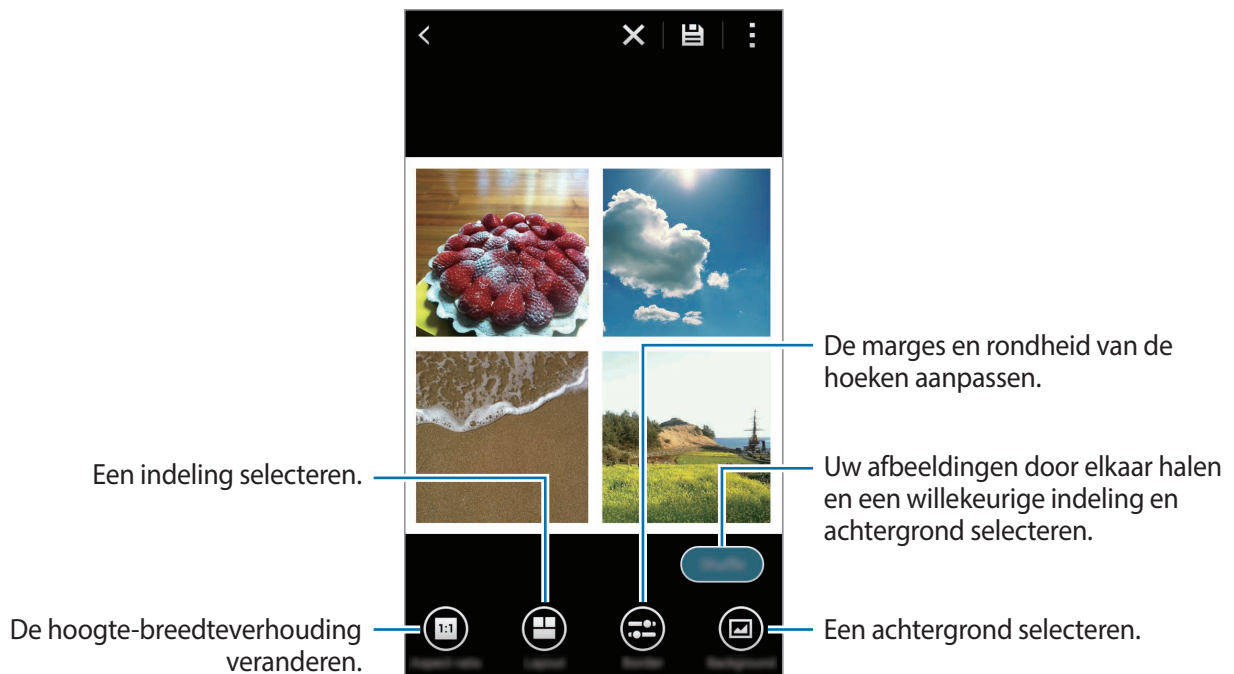 De marges en rondheid van de
hoeken aanpassen.
Een indeling selecteren.
Uw afbeeldingen door elkaar halen
en een willekeurige indeling en
achtergrond selecteren.
1:1
De hoogte-breedteverhouding
veranderen.
Een achtergrond selecteren.